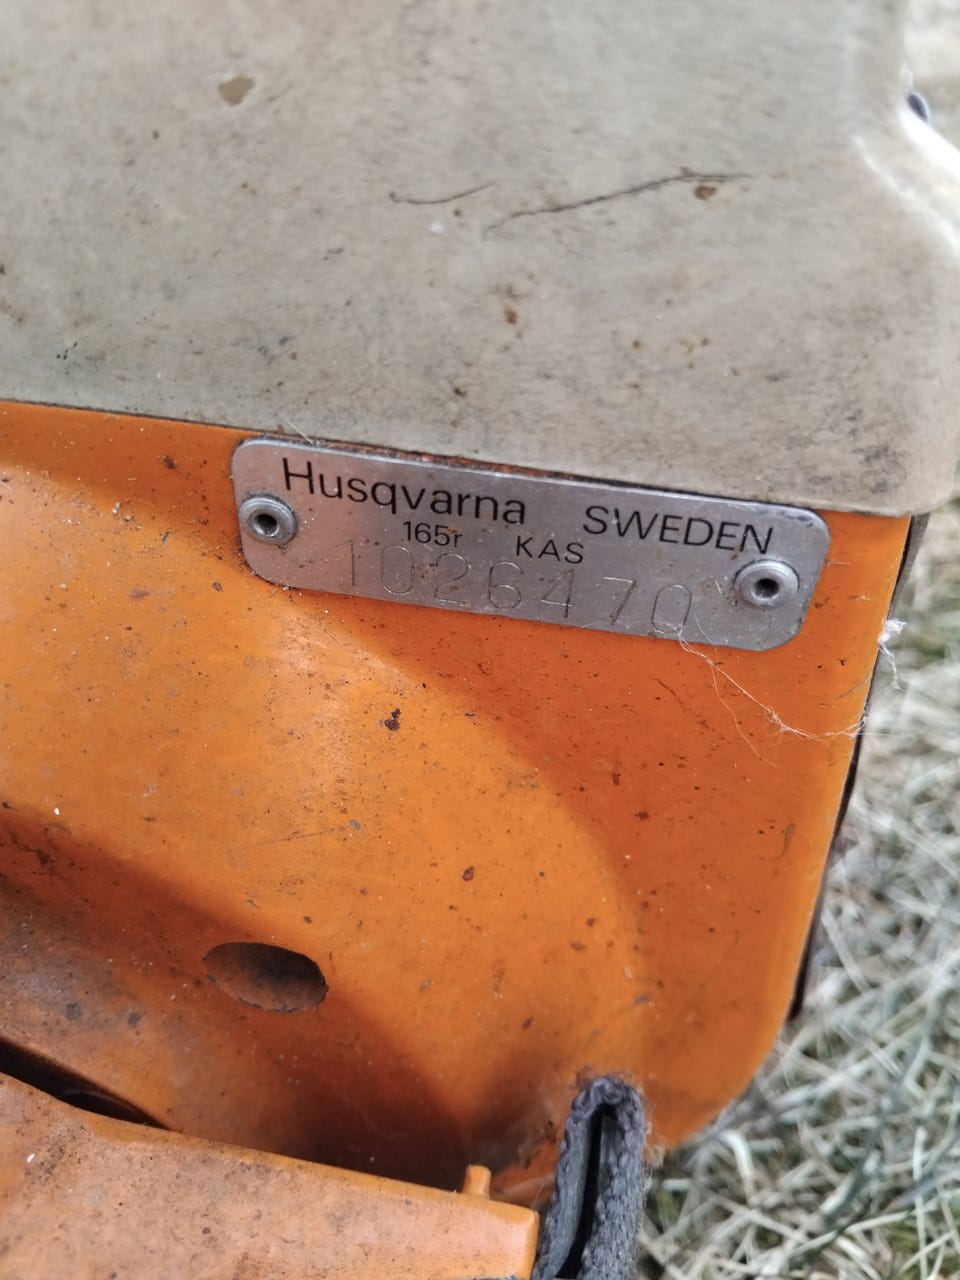 Husqvarna SWEDEN
165r KAS
1026470